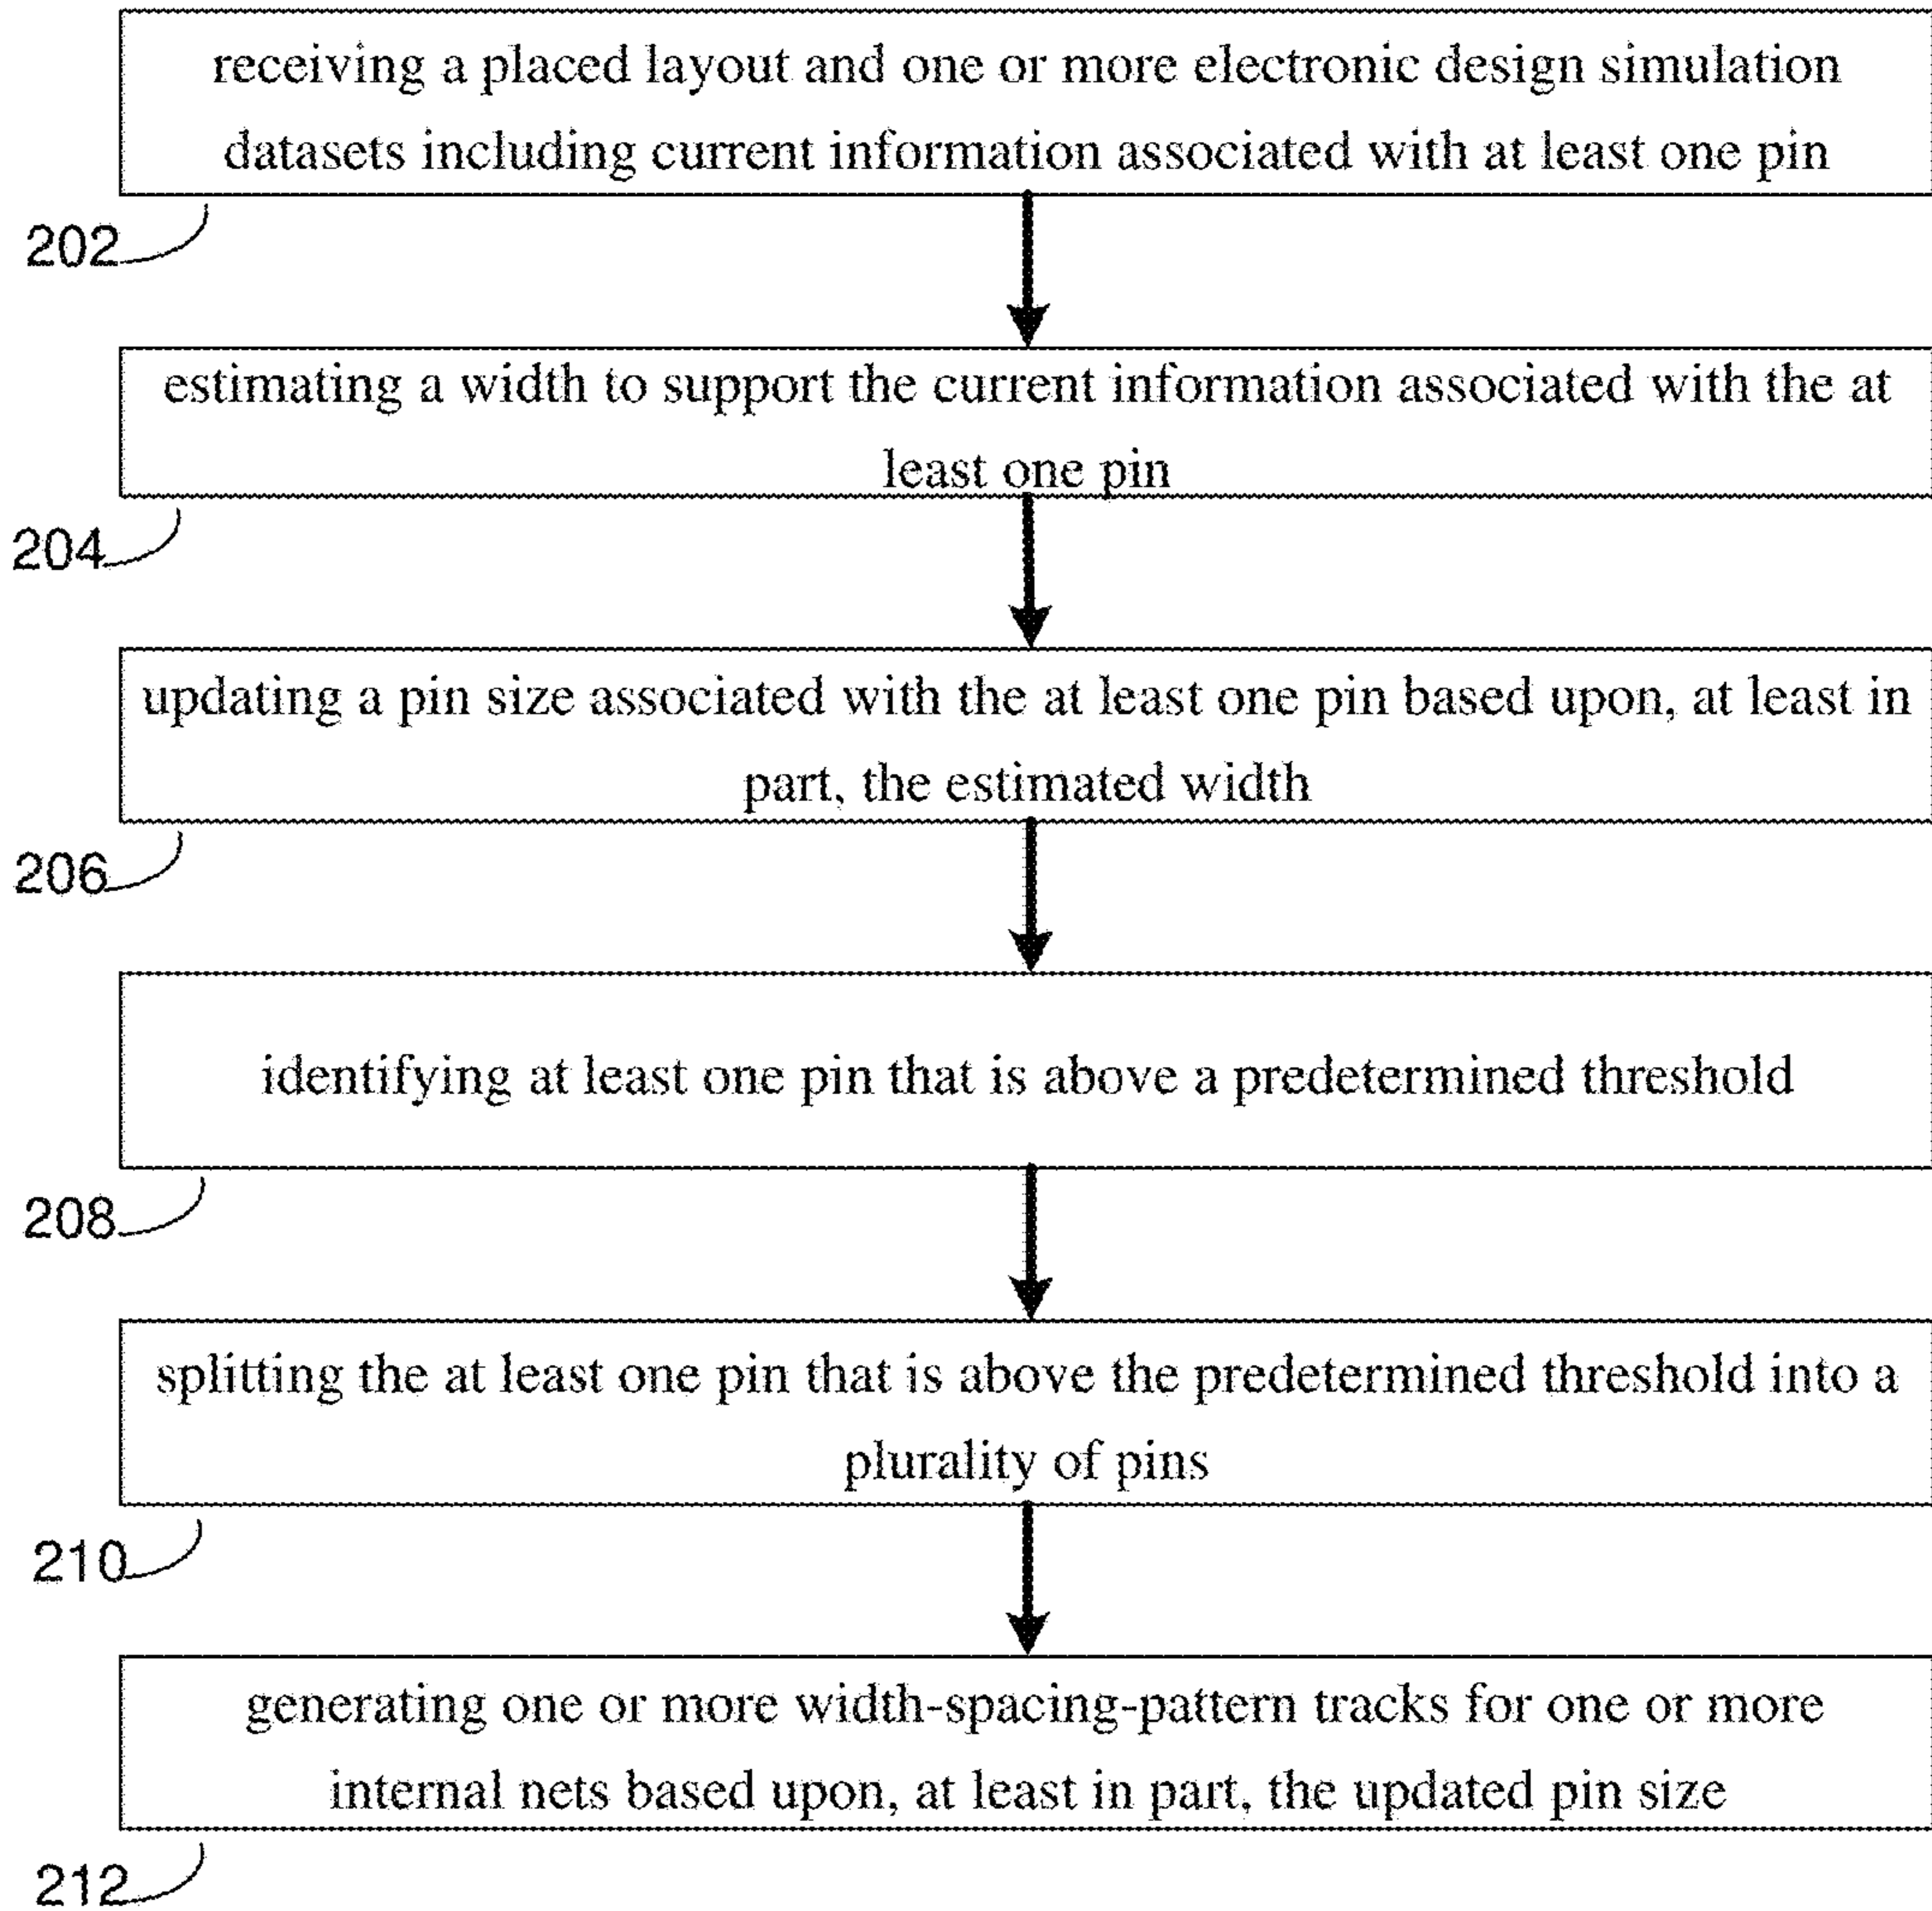 receiving a placed layout and one or more electronic design simulation
datasets including current information associated with at least one pin
202
estimating a width to support the current information associated with the at
least one pin
204
updating a pin size associated with the at least one pin based upon, at least in
part, the estimated width
206
identifying at least one pin that is above a predetermined threshold
208
splitting the at least one pin that is above the predetermined threshold into a
plurality of pins
210
generating one or more width-spacing-pattern tracks for one or more
internal nets based upon, at least in part, the updated pin size
212